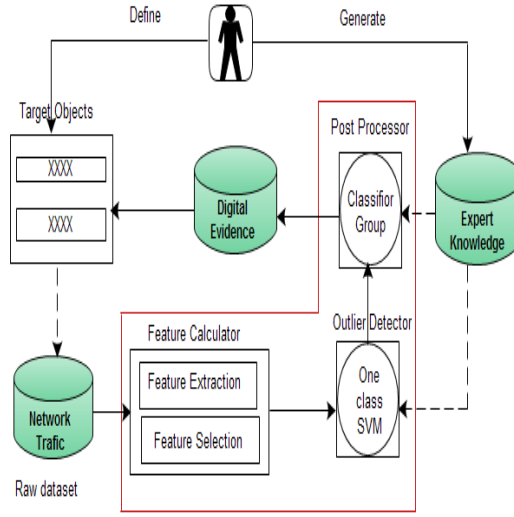 Define
Generate
Target Objects
XXXX
XXXX
Post Processor
Classifior
Group
Digital
Evidence
Expert
Knowledge
Outlier Detector
Feature Calculator
Feature Extraction
Feature Selection
One
class
SVM
Network
Trafic
Raw dataset